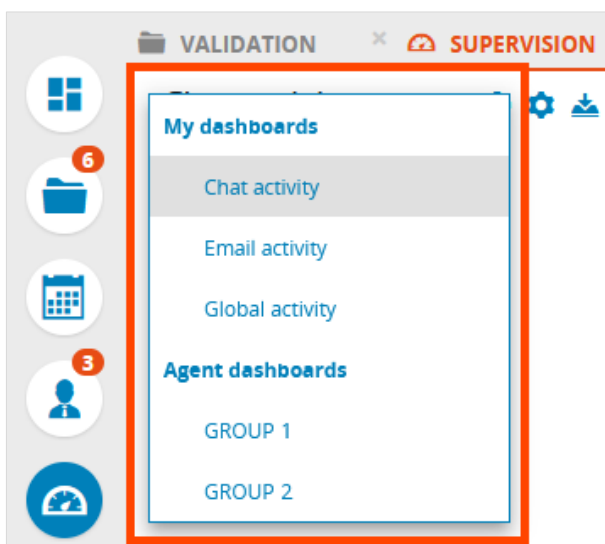 VALIDATION
SUPERVISION
My dashboards
6
Chat activity
Email activity
Global activity
3
Agent dashboards
GROUP 1
GROUP 2